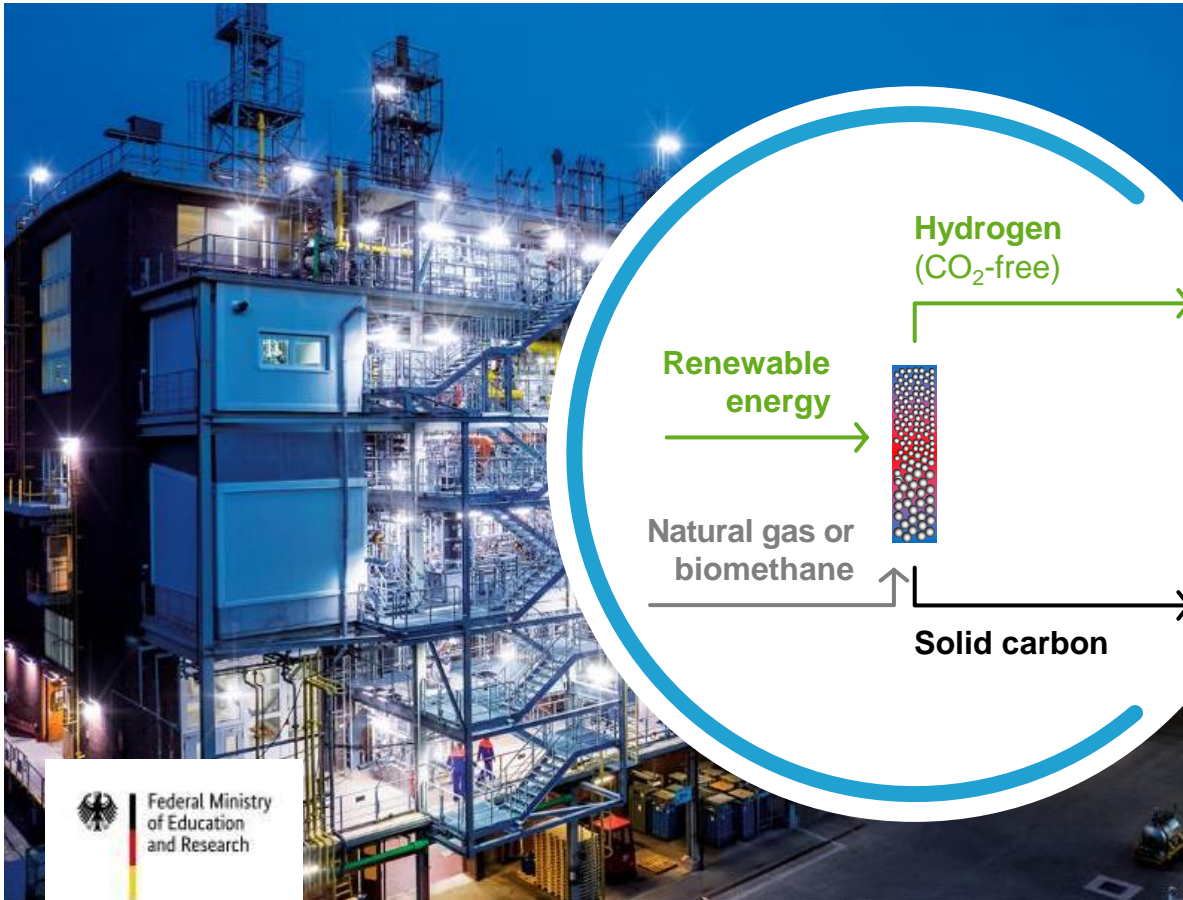 Hydrogen
(CO₂-free)
Renewable
energy
Natural gas or
biomethane
Solid carbon
Federal Ministry
of Education
and Research